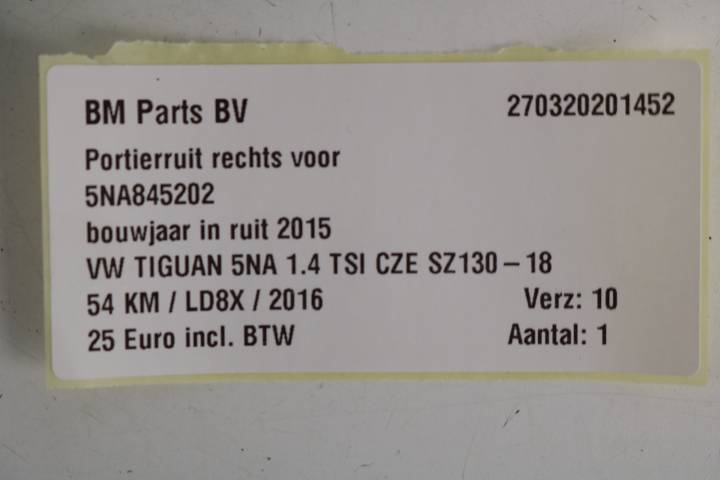 BM Parts BV 270320201452
Portierruit rechts voor
5NA845202
bouwjaar in ruit 2015
VW TIGUAN 5NA 1.4 TSI CZE SZ130 – 18
54 KM / LD8X / 2016 Verz: 10
25 Euro incl. BTW Aantal: 1